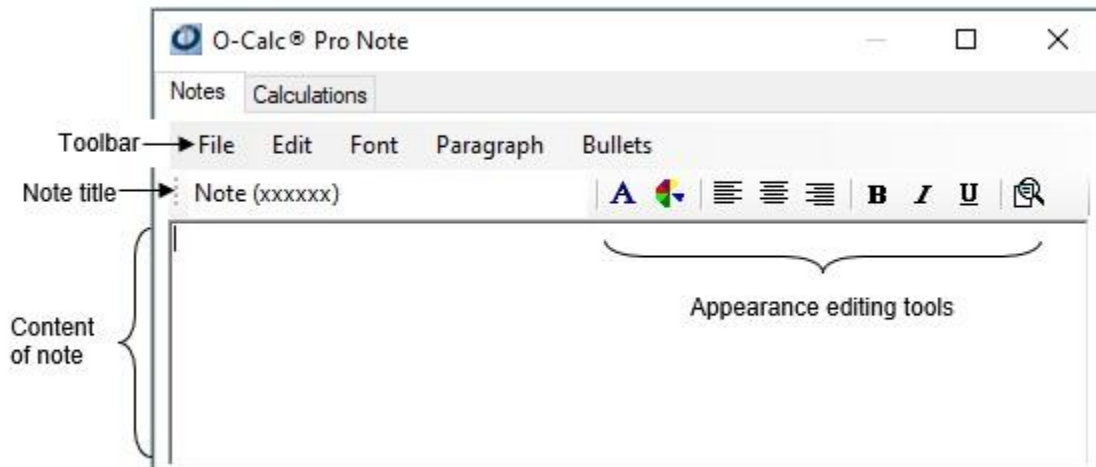 O-Calc® Pro Note
Notes Calculations
Toolbar File Edit Font Paragraph Bullets
Note title Note (xxxxxx) A B I U
Appearance editing tools
Content
of note